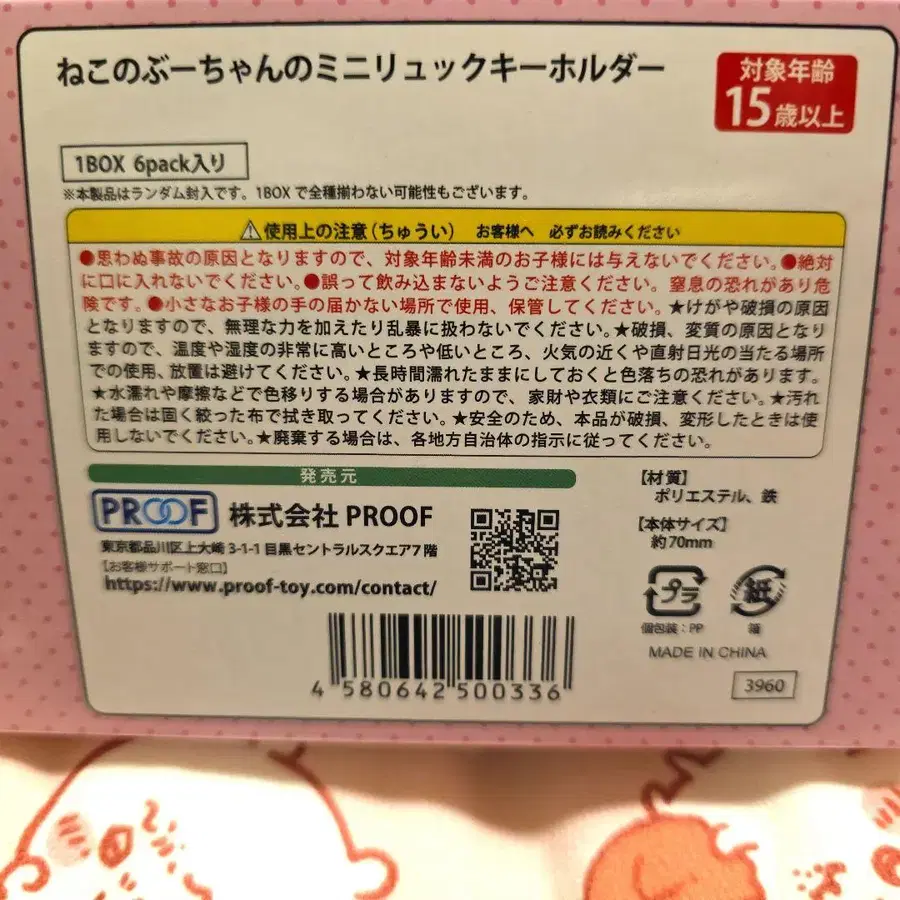 ねこのぶーちゃんのミニリュックキーホルダー
対象年齢
15歳以上
1BOX 6pack入り
※本製品はランダム封入です。1BOXで全種揃わない可能性もございます。
⚠使用上の注意(ちゅうい) お客様へ 必ずお読みください
●思わぬ事故の原因となりますので、対象年齢未満のお子様には与えないでください。●絶対
に口に入れないでください。●誤って飲み込まないようご注意ください。窒息の恐れがあり危
険です。●小さなお子様の手の届かない場所で使用、保管してください。★けがや破損の原因
となりますので、無理な力を加えたり乱暴に扱わないでください。★破損、変質の原因となり
ますので、温度や湿度の非常に高いところや低いところ、火気の近くや直射日光の当たる場所
での使用、放置は避けてください。★長時間濡れたままにしておくと色落ちの恐れがあります。
★水濡れや摩擦などで色移りする場合がありますので、家財や衣類にご注意ください。★汚れ
た場合は固く絞った布で拭き取ってください。★安全のため、本品が破損、変形したときは使
用しないでください。★廃棄する場合は、各地方自治体の指示に従ってください。
発売元
PROOF 株式会社 PROOF
東京都品川区上大崎 3-1-1 目黒セントラルスクエア7階
【お客様サポート窓口】
https://www.proof-toy.com/contact/
【材質】
ポリエステル、鉄
【本体サイズ】
約70mm
プラ 紙
個包装:PP 箱
MADE IN CHINA
4 580642 500336
3960